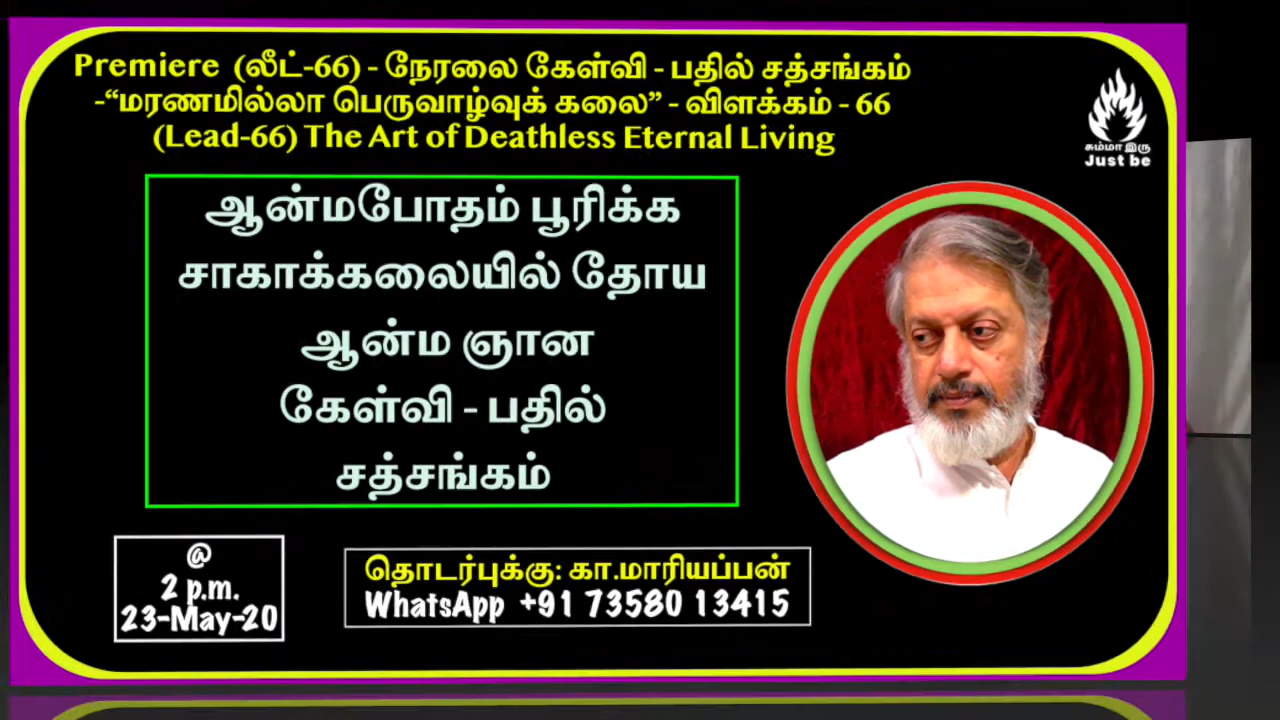 Premiere (லீட்-66) - நேரலை கேள்வி - பதில் சத்சங்கம்
-“மரணமில்லா பெருவாழ்வுக் கலை” - விளக்கம் - 66
(Lead-66) The Art of Deathless Eternal Living
சும்மா இரு
Just be
ஆன்மபோதம் பூரிக்க
சாகாக்கலையில் தோய
ஆன்ம ஞான
கேள்வி - பதில்
சத்சங்கம்
@
2 p.m.
23-May-20
தொடர்புக்கு: கா.மாரியப்பன்
WhatsApp +91 73580 13415